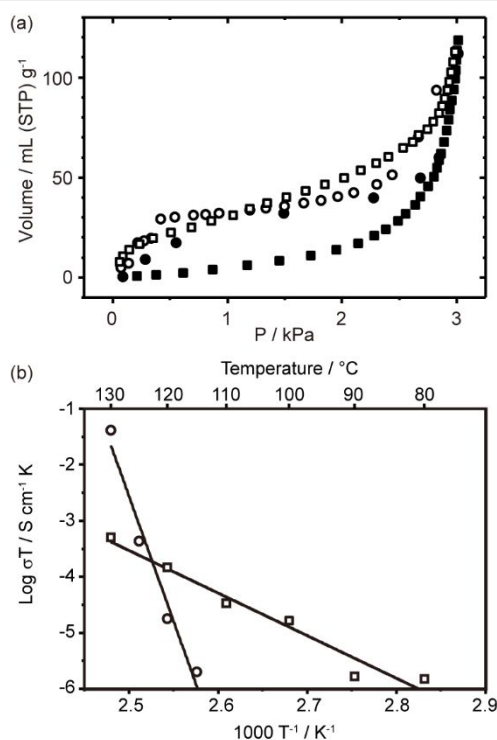 (a)
Volume / mL (STP) g⁻¹
100
50
0
0 1 2 3
P / kPa
Temperature / °C
(b)
130 120 110 100 90 80
Log σT / S cm⁻¹ K
-1
-2
-3
-4
-5
-6
2.5 2.6 2.7 2.8 2.9
1000 T⁻¹ / K⁻¹